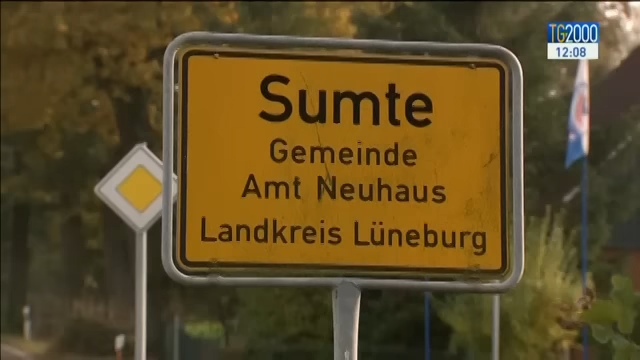 TG2000
12:08
Sumte
Gemeinde
Amt Neuhaus
Landkreis Lüneburg